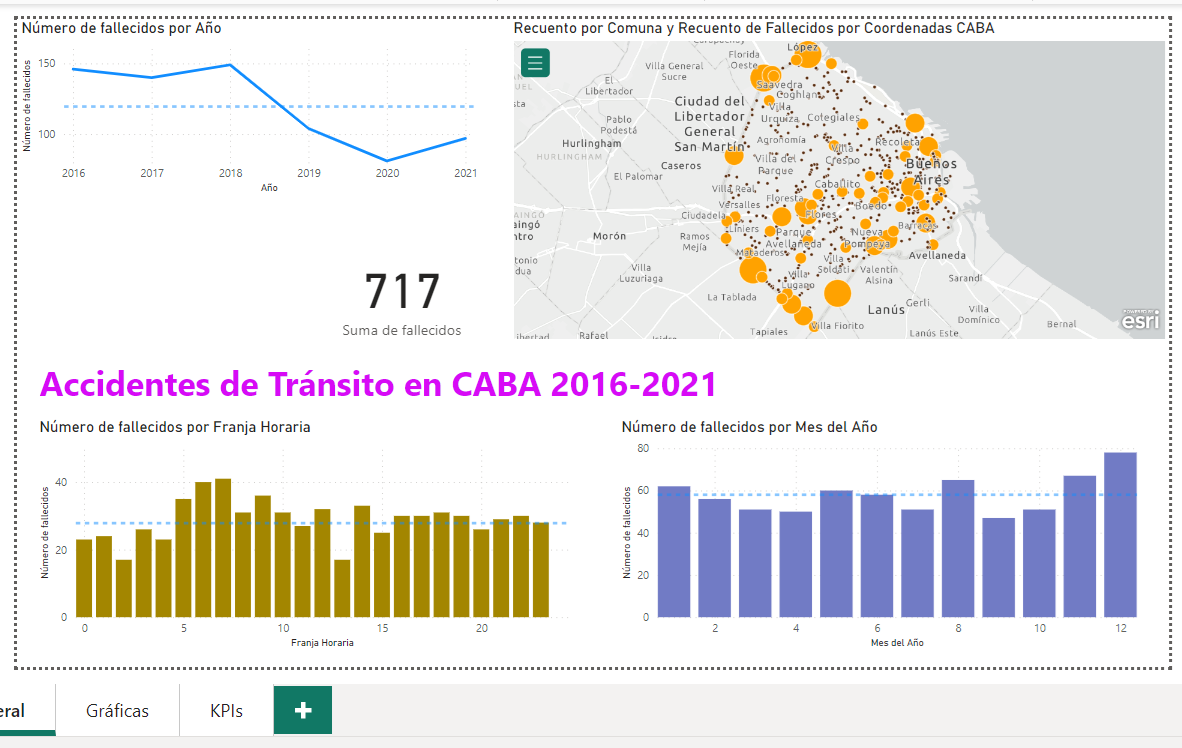 Número de fallecidos por Año
150
100
Número de fallecidos
2016 2017 2018 2019 2020 2021
Año
717
Suma de fallecidos
Recuento por Comuna y Recuento de Fallecidos por Coordenadas CABA
López
Florida
Oeste
Villa General
Sucre
El
Libertador
Saavedra
Coghlan
Ciudad del
Libertador
General
San Martín
Villa
Urquiza
Colegiales
Pablo
Podestá
Hurlingham
HURLINGHAM
Agronomía
Recoleta
Caseros
Villa del
Parque
Villa
Crespo
Buenos
Aires
El Palomar
Villa Real
Caballito
Versalles
Floresta
Boedo
Ciudadela
Flores
Liniers
Barracas
Morón
Ramos
Mejía
Parque
Avellaneda
Nueva
Pompeya
Mataderos
Avellaneda
Villa
Luzuriaga
Villa
Soldati
Valentín
Alsina
Sarandí
Villa
Lugano
La Tablada
Gerli
Lanús
Villa
Domínico
Villa Fiorito
Bernal
Tapiales
Lanús Este
Rafael
POWERED BY
esri
Accidentes de Tránsito en CABA 2016-2021
Número de fallecidos por Franja Horaria
40
20
0
Número de fallecidos
0 5 10 15 20
Franja Horaria
Número de fallecidos por Mes del Año
80
60
40
20
0
Número de fallecidos
2 4 6 8 10 12
Mes del Año
eral Gráficas KPIs +